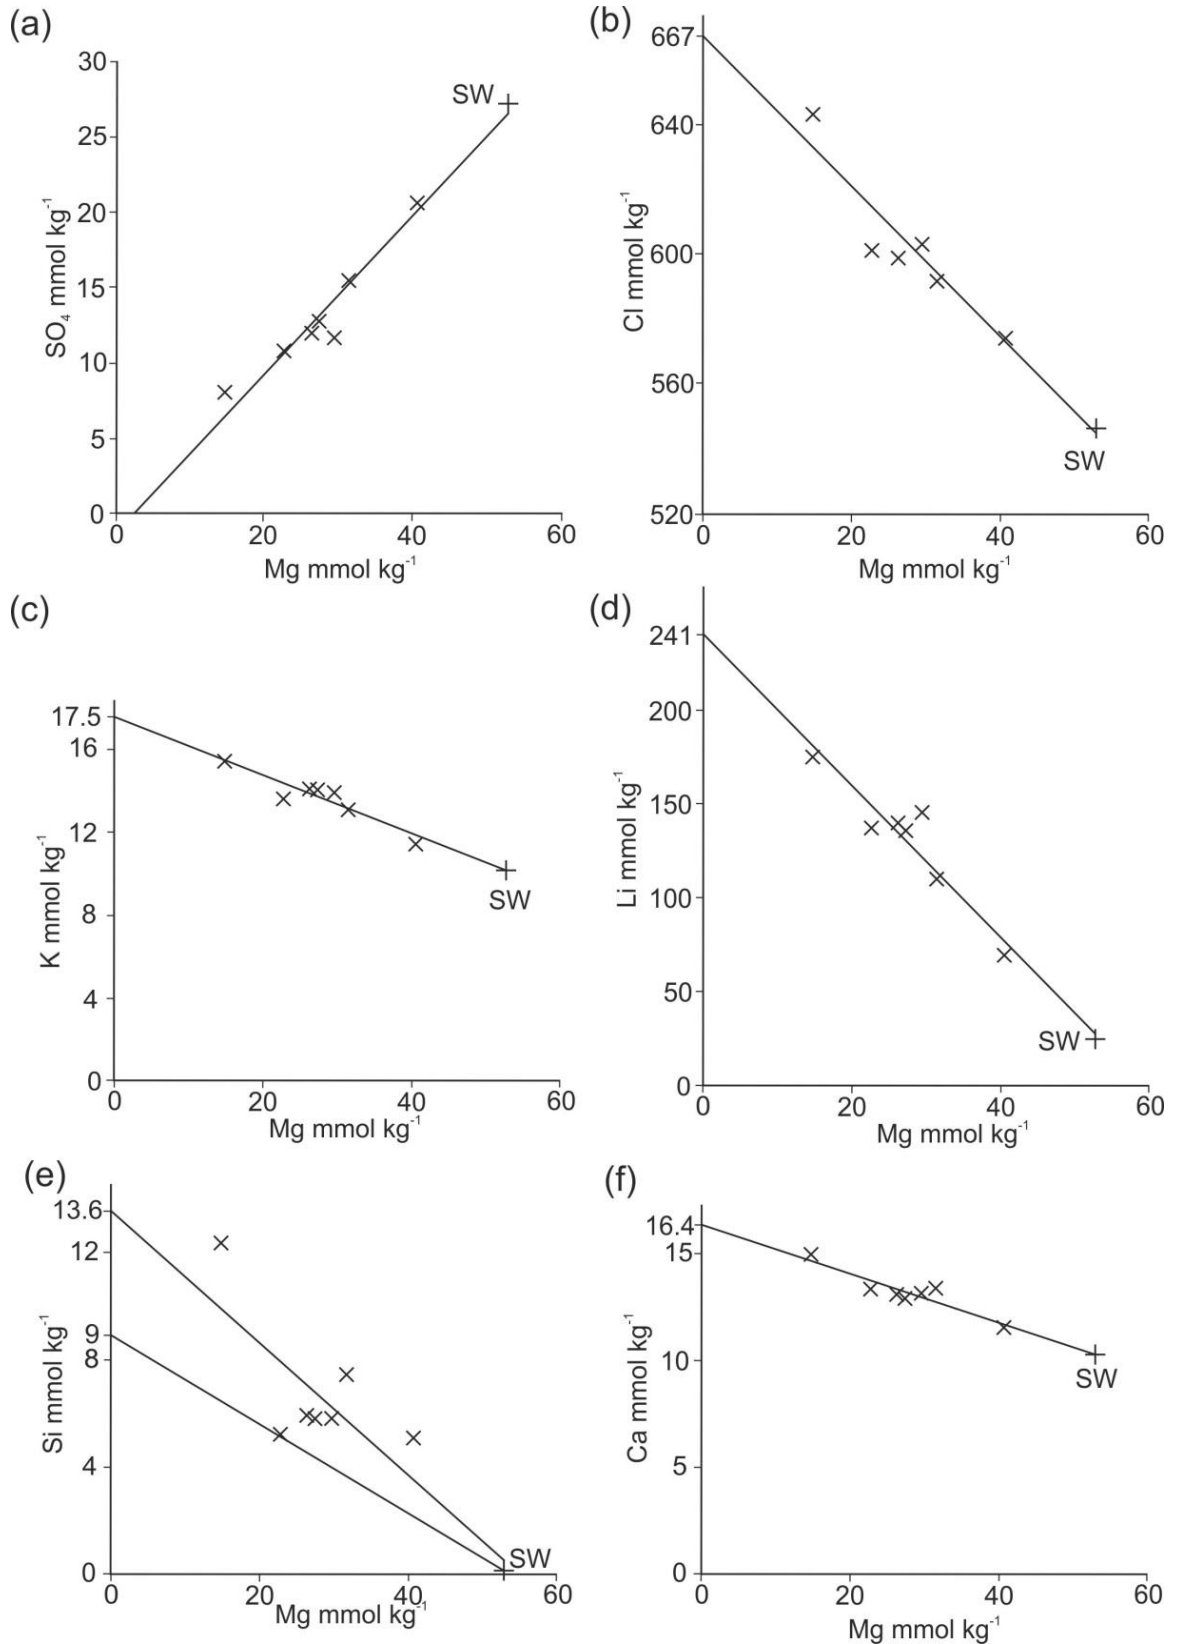 (a)
30
25
20
15
10
5
0
SO₄ mmol kg⁻¹
SW
0 20 40 60
Mg mmol kg⁻¹
(b)
667
640
600
560
520
Cl mmol kg⁻¹
SW
0 20 40 60
Mg mmol kg⁻¹
(c)
17.5
16
12
8
4
0
K mmol kg⁻¹
SW
0 20 40 60
Mg mmol kg⁻¹
(d)
241
200
150
100
50
0
Li mmol kg⁻¹
SW
0 20 40 60
Mg mmol kg⁻¹
(e)
13.6
12
9
8
4
0
Si mmol kg⁻¹
SW
0 20 40 60
Mg mmol kg⁻¹
(f)
16.4
15
10
5
0
Ca mmol kg⁻¹
SW
0 20 40 60
Mg mmol kg⁻¹